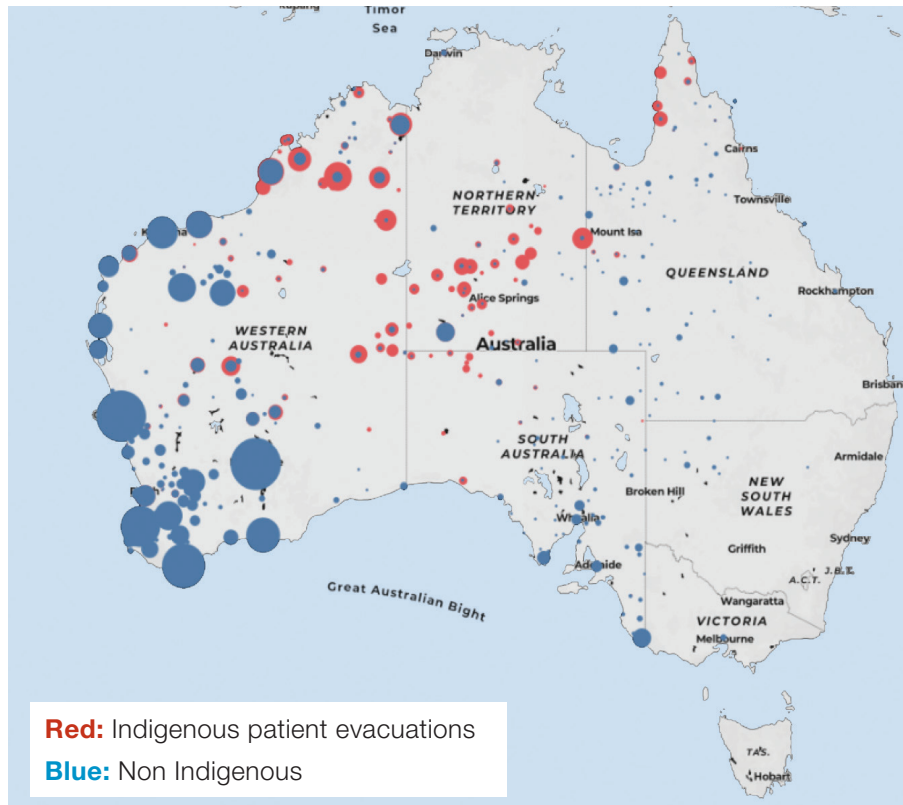 Timor
Sea
Darwin
Cairns
NORTHERN
TERRITORY
Townsville
Mount Isa
QUEENSLAND
Rockhampton
Alice Springs
WESTERN
AUSTRALIA
Australia
Brisban
SOUTH
AUSTRALIA
Armidale
Broken Hill
NEW
SOUTH
WALES
Sydney
Griffith
Adelaide
J.B.T.
A.C.T.
Great Australian Bight
Wangaratta
VICTORIA
Melbourne
Red: Indigenous patient evacuations
Blue: Non Indigenous
TAS.
Hobart